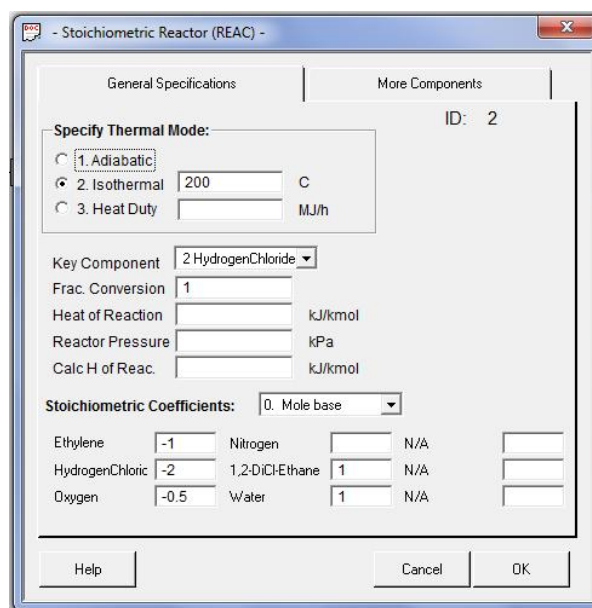 - Stoichiometric Reactor (REAC) -
General Specifications More Components
ID: 2
Specify Thermal Mode:
1. Adiabatic
2. Isothermal 200 C
3. Heat Duty MJ/h
Key Component 2 HydrogenChloride
Frac. Conversion 1
Heat of Reaction kJ/kmol
Reactor Pressure kPa
Calc H of Reac. kJ/kmol
Stoichiometric Coefficients: 0. Mole base
Ethylene -1 Nitrogen N/A
HydrogenChloric -2 1,2-DiCl-Ethane 1 N/A
Oxygen -0.5 Water 1 N/A
Help Cancel OK